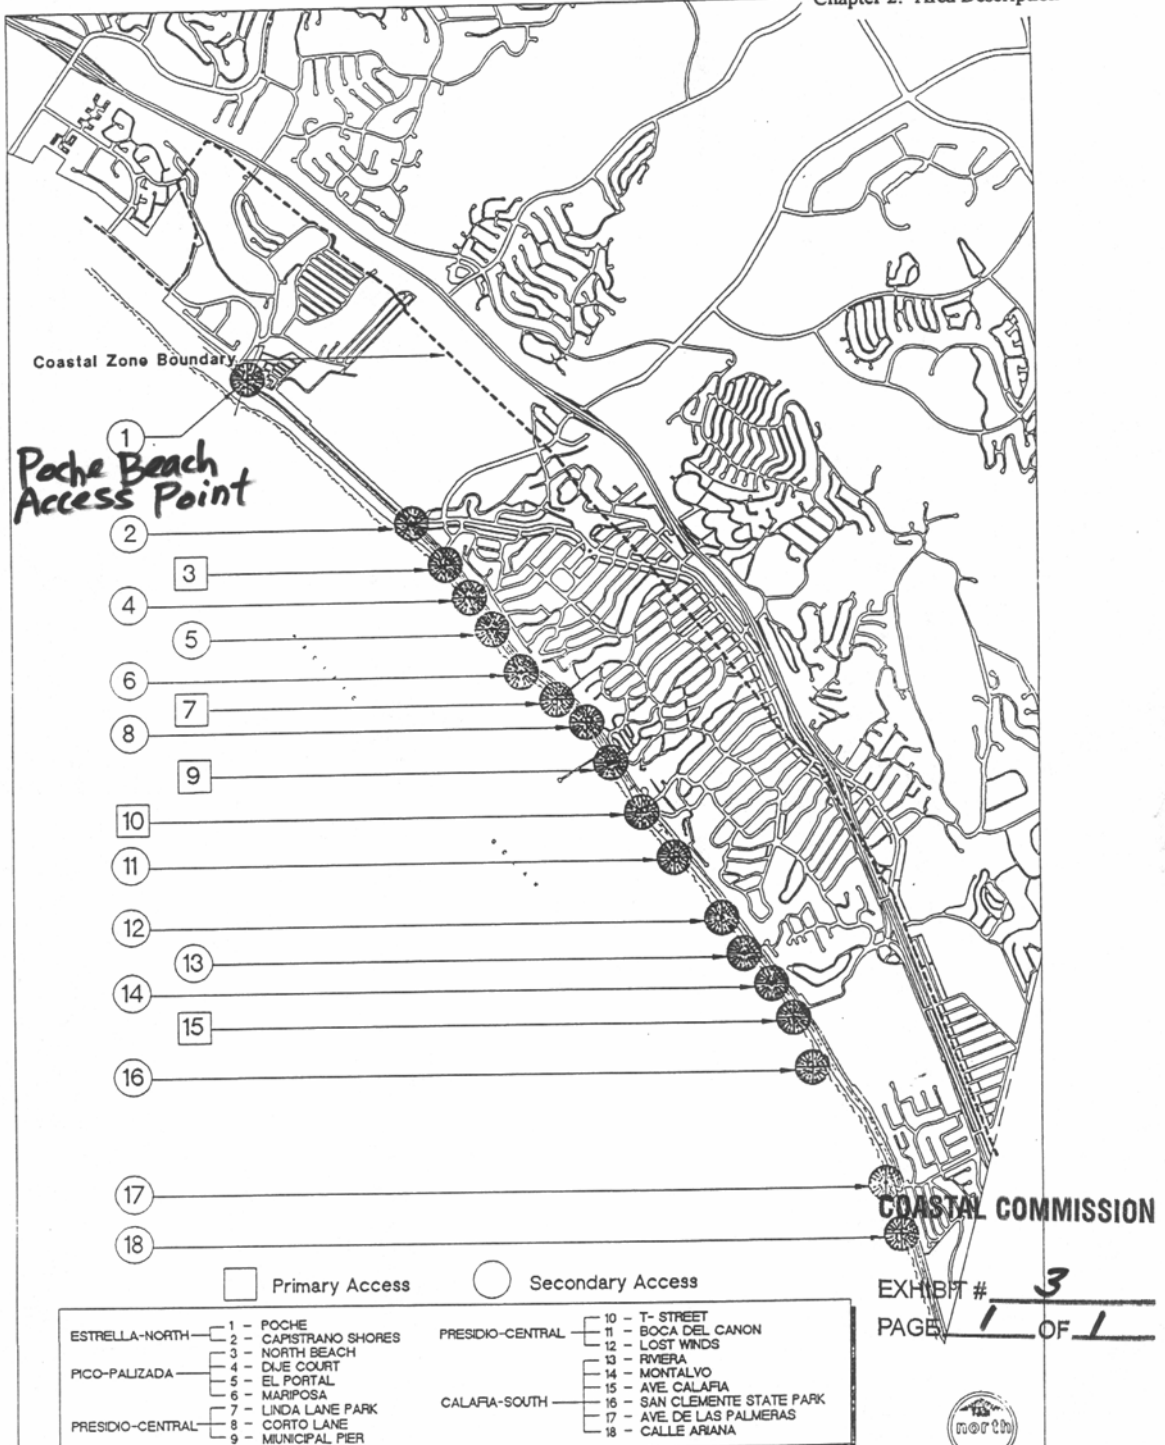 Chapter 2: Area Description
Coastal Zone Boundary
1
Poche Beach
Access Point
2
3
4
5
6
7
8
9
10
11
12
13
14
15
16
17
18
COASTAL COMMISSION
EXHIBIT # 3
PAGE 1 OF 1
Primary Access
Secondary Access
ESTRELLA-NORTH
1 - POCHE
2 - CAPISTRANO SHORES
PICO-PALIZADA
3 - NORTH BEACH
4 - DIJE COURT
5 - EL PORTAL
6 - MARIPOSA
PRESIDIO-CENTRAL
7 - LINDA LANE PARK
8 - CORTO LANE
9 - MIUNICIPAL PIER
PRESIDIO-CENTRAL
10 - T- STREET
11 - BOCA DEL CANON
12 - LOST WINDS
CALAFIA-SOUTH
13 - RIVIERA
14 - MONTALVO
15 - AVE. CALAFIA
16 - SAN CLEMENTE STATE PARK
17 - AVE. DE LAS PALMERAS
18 - CALLE ARIANA
north